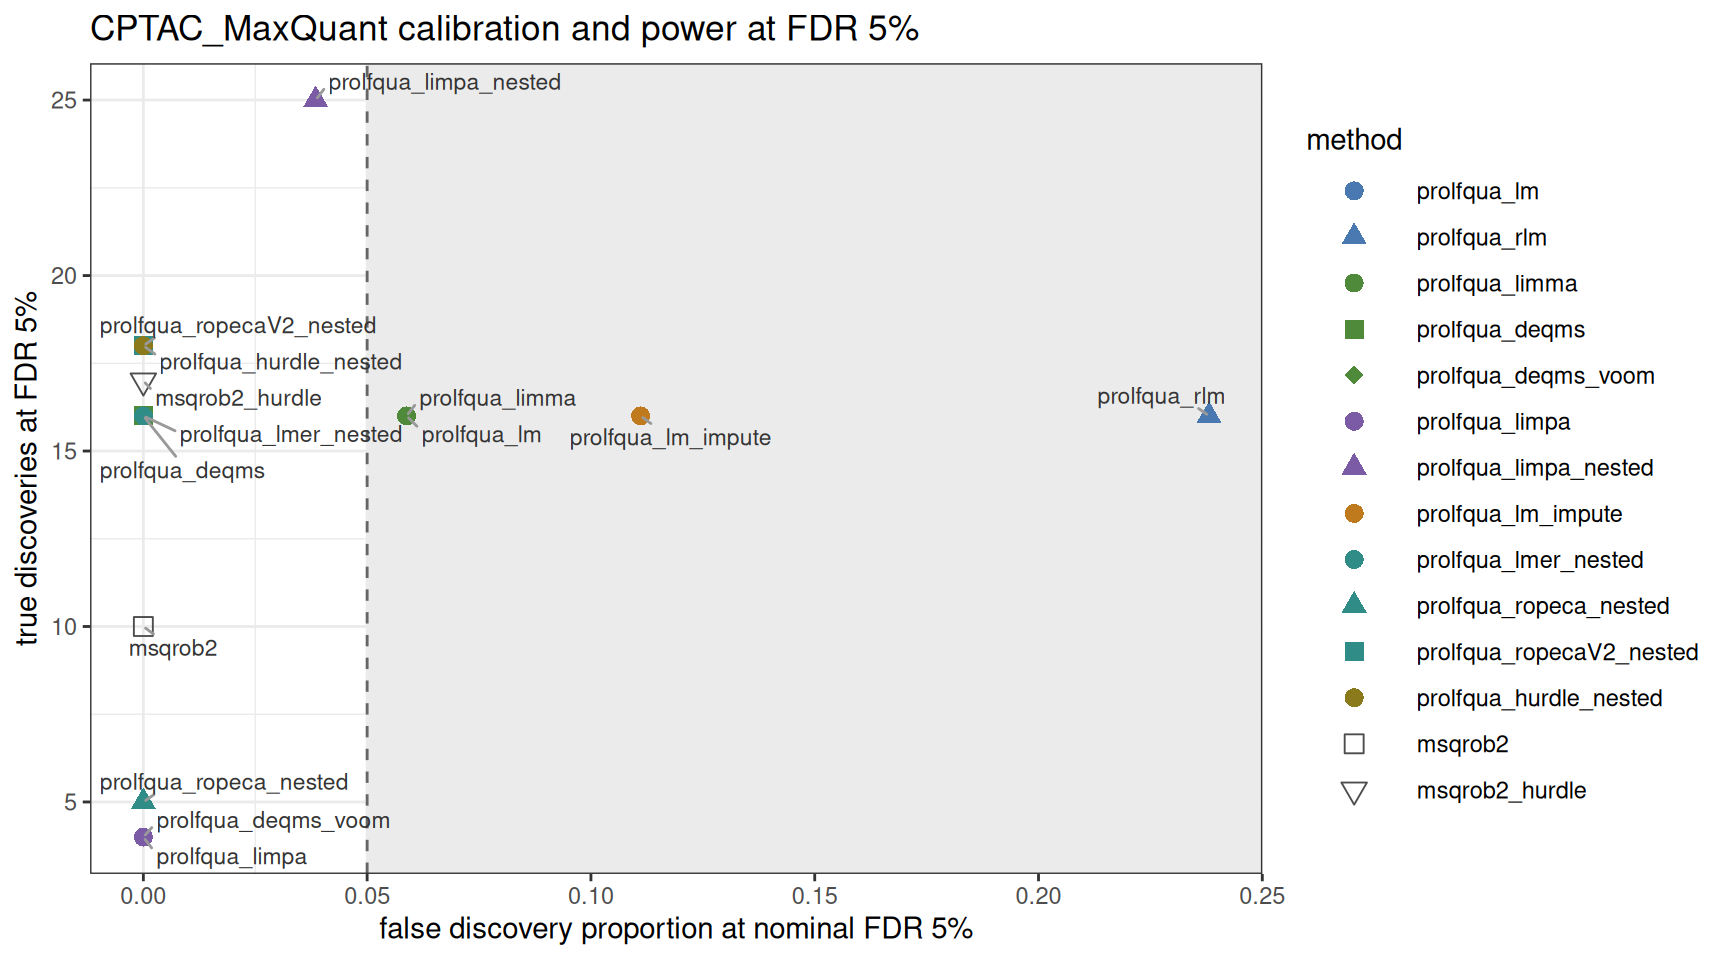 CPTAC_MaxQuant calibration and power at FDR 5%
true discoveries at FDR 5%
25
20
15
10
5
prolfqua_limpa_nested
prolfqua_ropecaV2_nested
prolfqua_hurdle_nested
msqrob2_hurdle
prolfqua_lmer_nested
prolfqua_deqms
prolfqua_limma
prolfqua_lm
prolfqua_lm_impute
prolfqua_rlm
msqrob2
prolfqua_ropeca_nested
prolfqua_deqms_voom
prolfqua_limpa
0.00
0.05
0.10
0.15
0.20
0.25
false discovery proportion at nominal FDR 5%
method
prolfqua_lm
prolfqua_rlm
prolfqua_limma
prolfqua_deqms
prolfqua_deqms_voom
prolfqua_limpa
prolfqua_limpa_nested
prolfqua_lm_impute
prolfqua_lmer_nested
prolfqua_ropeca_nested
prolfqua_ropecaV2_nested
prolfqua_hurdle_nested
msqrob2
msqrob2_hurdle